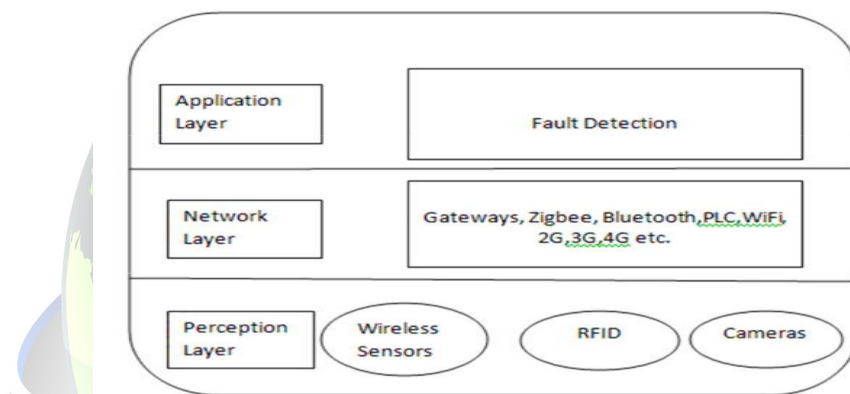 Application
Layer
Fault Detection
Network
Layer
Gateways, Zigbee, Bluetooth,PLC,WiFi,
2G,3G,4G etc.
Perception
Layer
Wireless
Sensors
RFID
Cameras